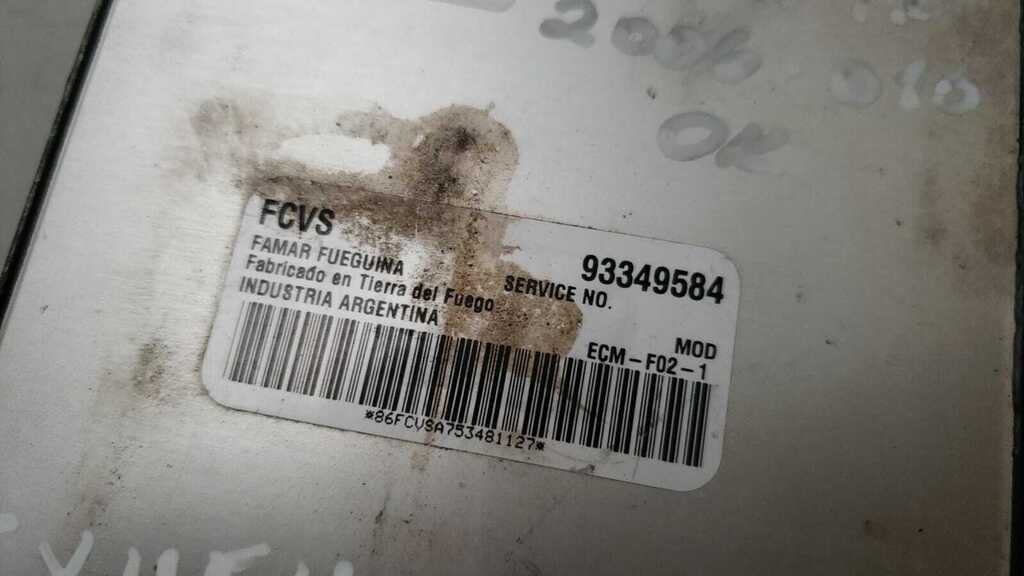 OK
FCVS
FAMAR FUEGUINA
Fabricado en Tierra del Fuego
INDUSTRIA ARGENTINA
SERVICE NO.
93349584
MOD
ECM-F02-1
*86FCVSA753481127*